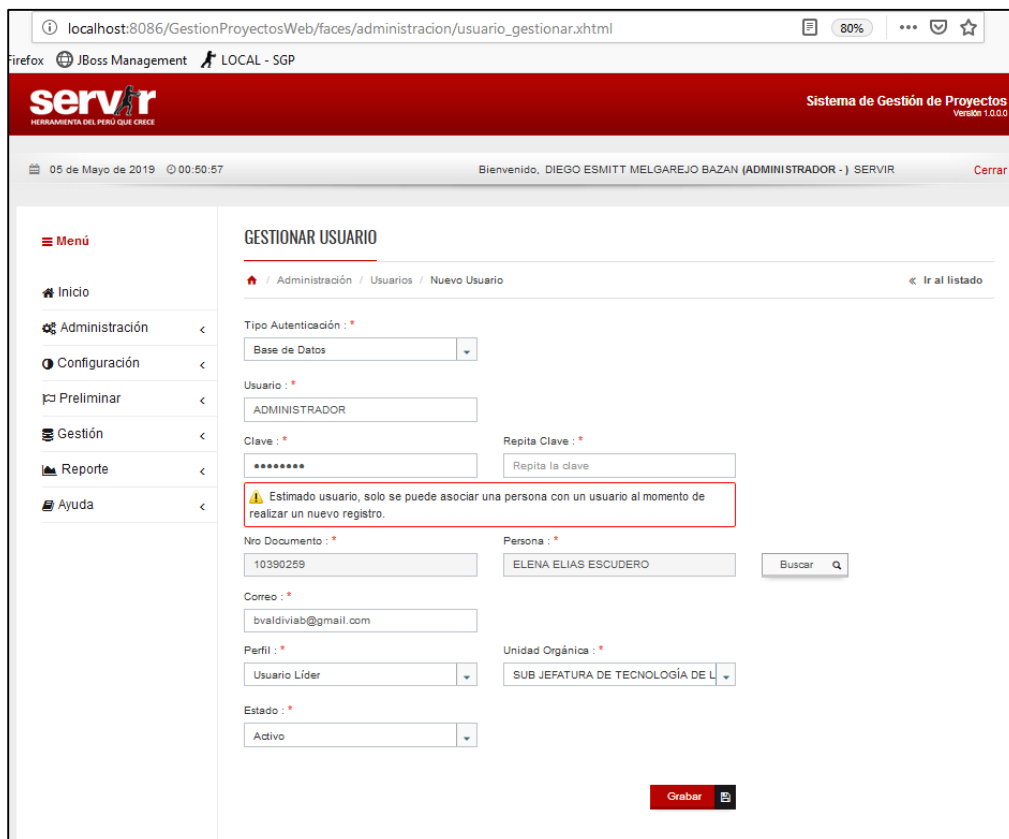 localhost:8086/GestionProyectosWeb/faces/administracion/usuario_gestionar.xhtml 80%
Firefox JBoss Management LOCAL - SGP
servir
HERRAMIENTA DEL PERÚ QUE CRECE
Sistema de Gestión de Proyectos
Versión 1.0.0.0
05 de Mayo de 2019 00:50:57 Bienvenido, DIEGO ESMITT MELGAREJO BAZAN (ADMINISTRADOR - ) SERVIR Cerrar
Menú
Inicio
Administración
Configuración
Preliminar
Gestión
Reporte
Ayuda
GESTIONAR USUARIO
/ Administración / Usuarios / Nuevo Usuario « Ir al listado
Tipo Autenticación : *
Base de Datos
Usuario : *
ADMINISTRADOR
Clave : * Repita Clave : *
•••••••• Repita la clave
Estimado usuario, solo se puede asociar una persona con un usuario al momento de
realizar un nuevo registro.
Nro Documento : * Persona : *
10390259 ELENA ELIAS ESCUDERO Buscar
Correo : *
bvaldiviab@gmail.com
Perfil : * Unidad Orgánica : *
Usuario Líder SUB JEFATURA DE TECNOLOGÍA DE L
Estado : *
Activo
Grabar